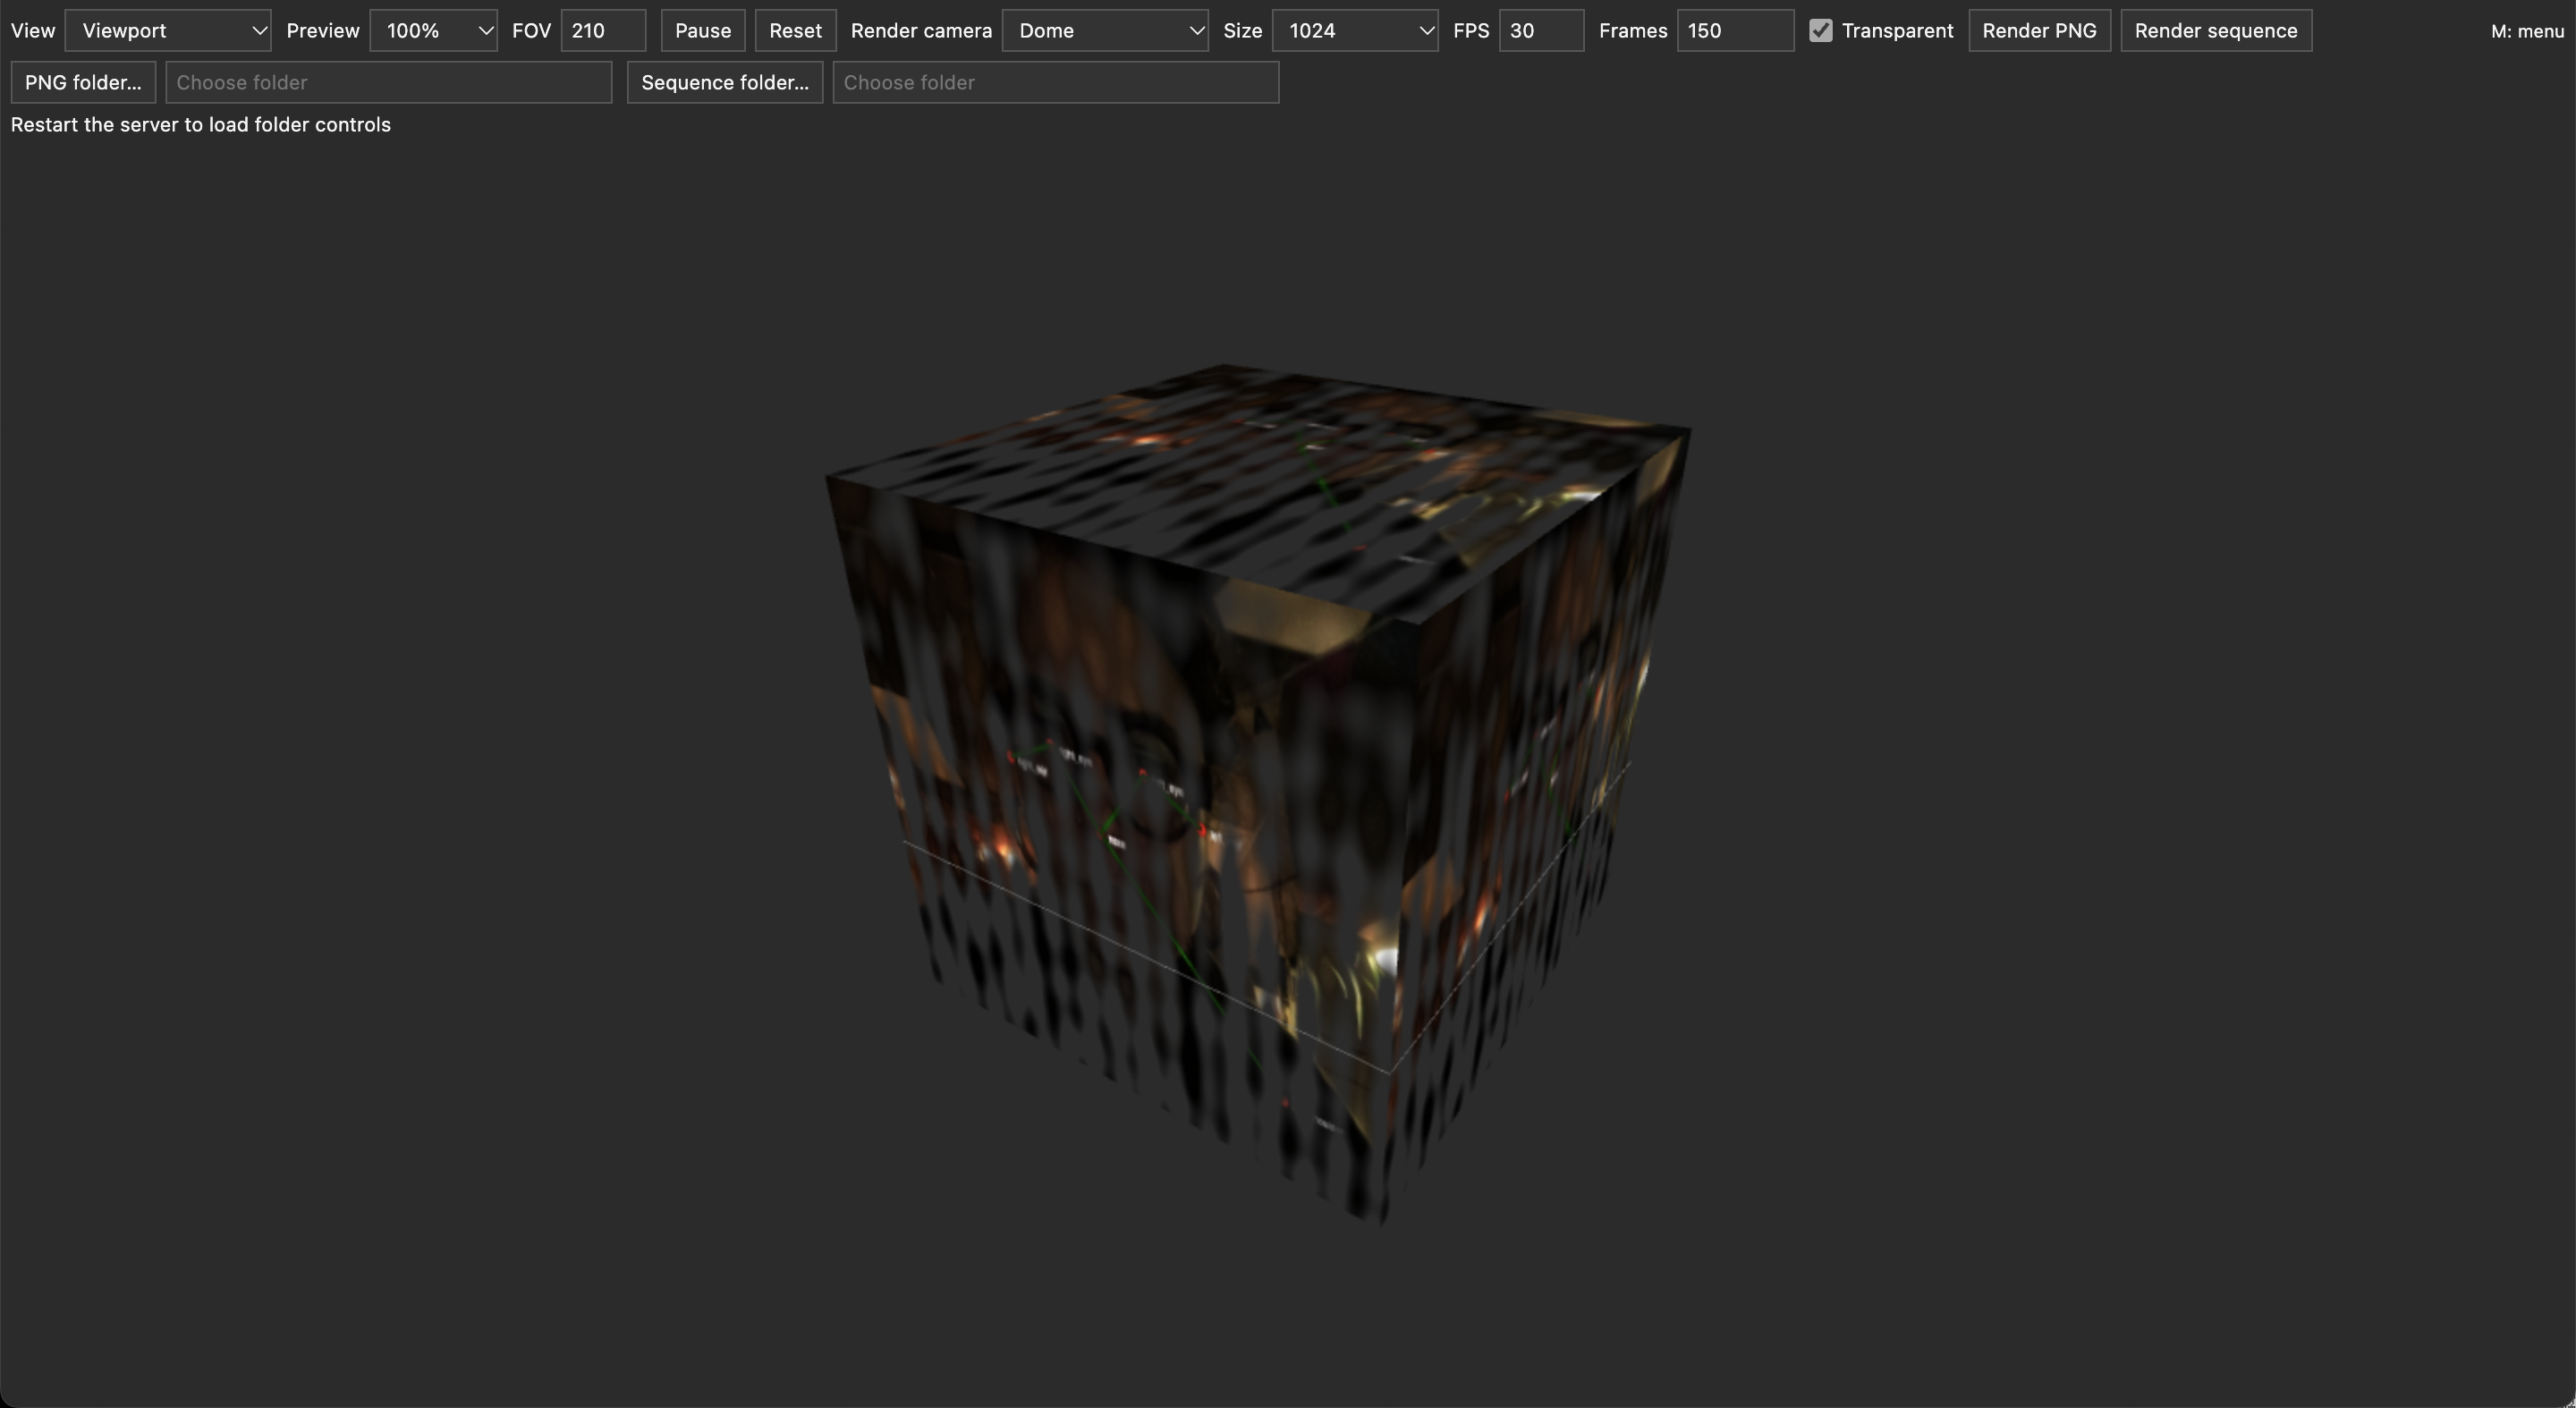 View Viewport Preview 100% FOV 210 Pause Reset Render camera Dome Size 1024 FPS 30 Frames 150 Transparent Render PNG Render sequence M: menu
PNG folder... Choose folder Sequence folder... Choose folder
Restart the server to load folder controls